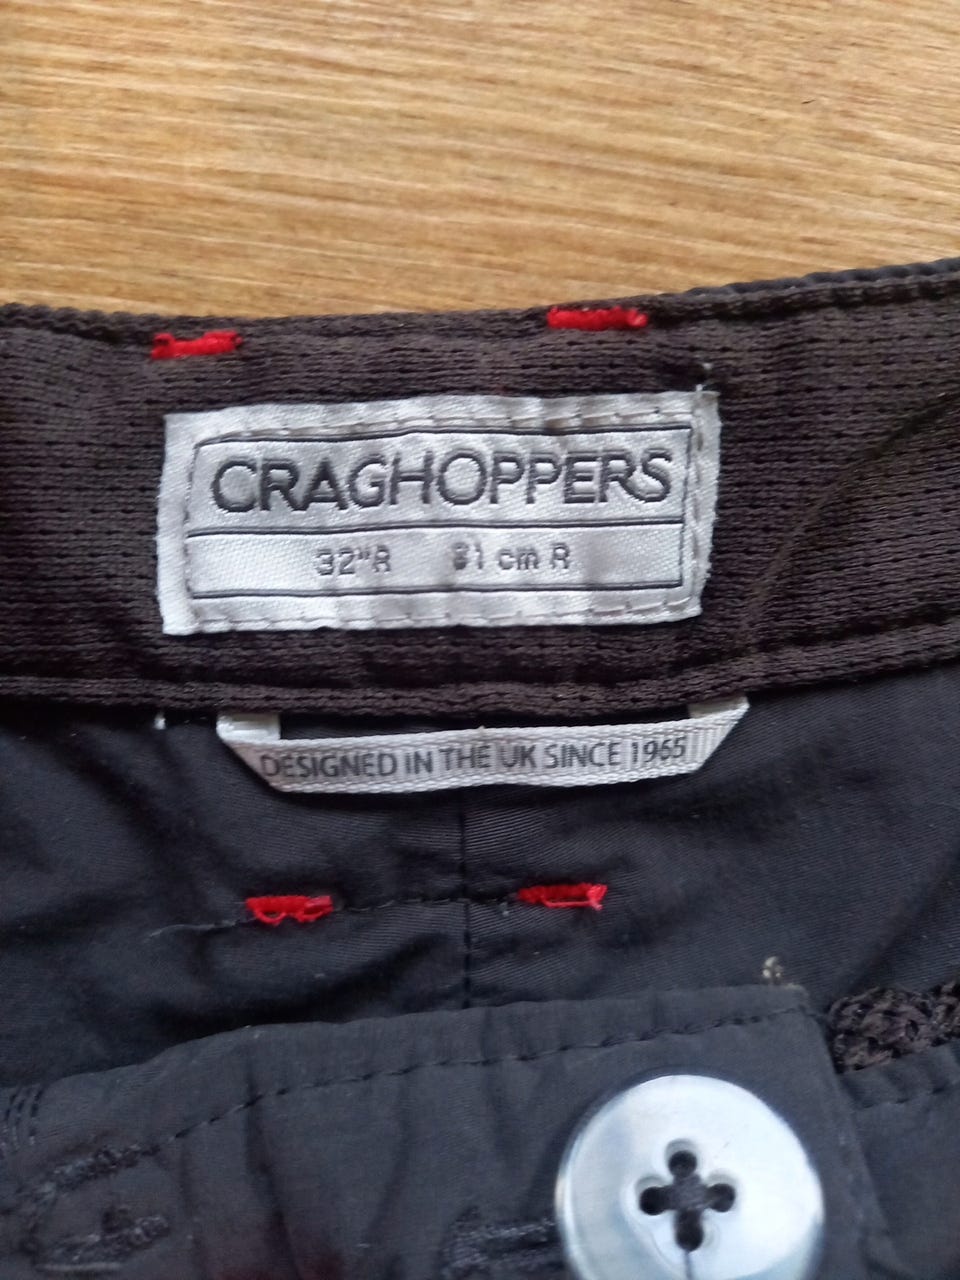 CRAGHOPPERS
32"R 81 cm R
DESIGNED IN THE UK SINCE 1965